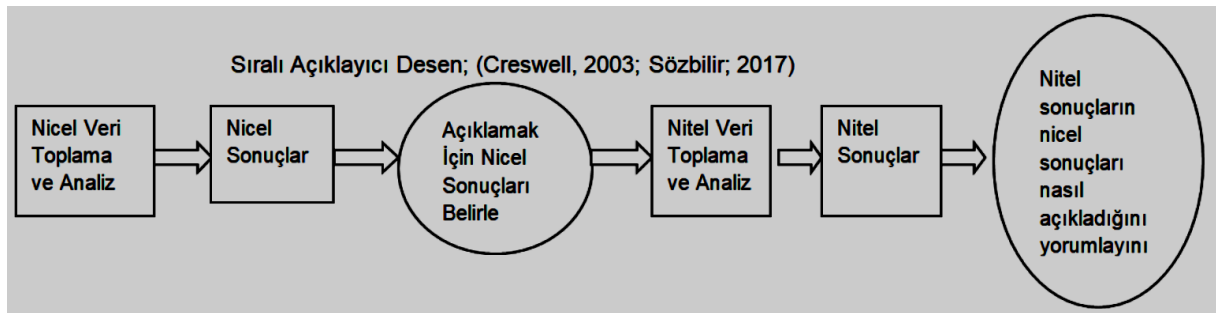 Sıralı Açıklayıcı Desen; (Creswell, 2003; Sözbilir; 2017)
Nicel Veri
Toplama
ve Analiz
Nicel
Sonuçlar
Açıklamak
İçin Nicel
Sonuçları
Belirle
Nitel Veri
Toplama
ve Analiz
Nitel
Sonuçlar
Nitel
sonuçların
nicel
sonuçları
nasıl
açıkladığını
yorumlayını